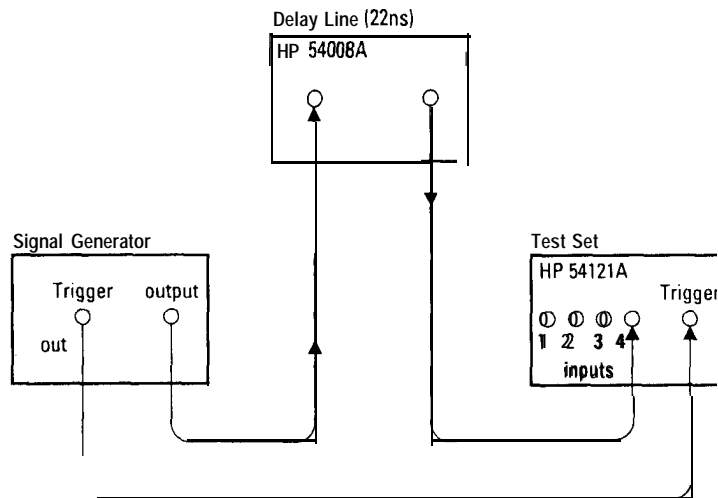 Delay Line (22ns)
HP 54008A
Signal Generator
Trigger output
out
Test Set
HP 54121A
Trigger
1 2 3 4
inputs